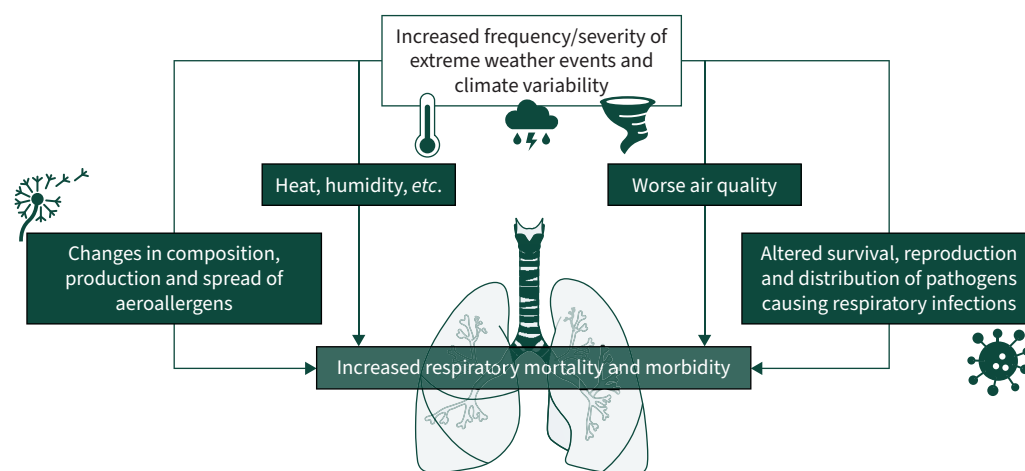 Increased frequency/severity of
extreme weather events and
climate variability
Heat, humidity, etc.
Worse air quality
Changes in composition,
production and spread of
aeroallergens
Altered survival, reproduction
and distribution of pathogens
causing respiratory infections
Increased respiratory mortality and morbidity